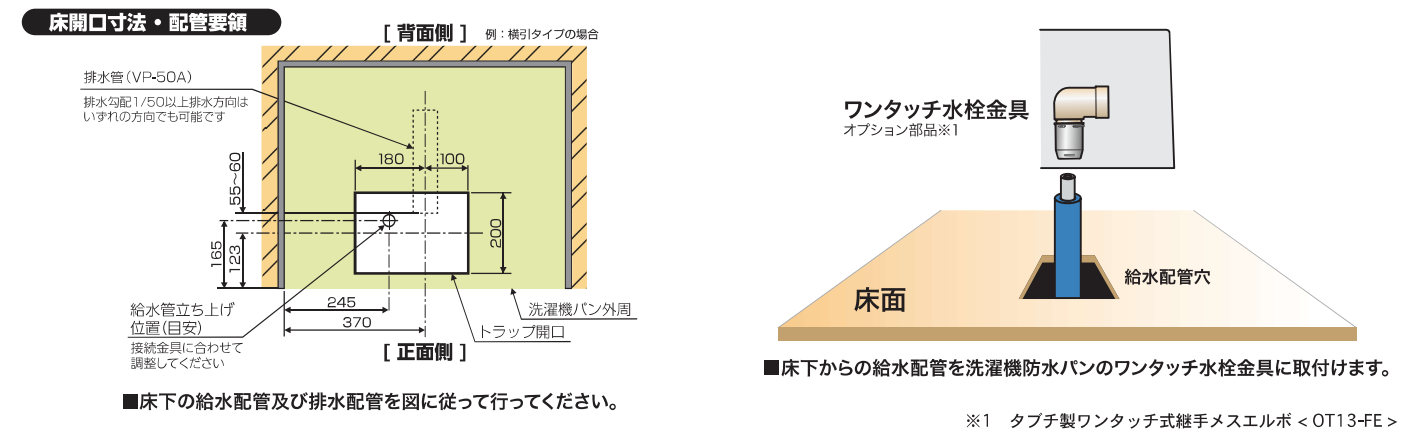 床開口寸法・配管要領
[ 背面側 ]
例：横引タイプの場合
排水管（VP-50A）
排水勾配1/50以上排水方向は
いずれの方向でも可能です
180
100
55〜60
200
165
123
245
370
給水管立ち上げ
位置（目安）
接続金具に合わせて
調整してください
洗濯機パン外周
トラップ開口
[ 正面側 ]
■床下の給水配管及び排水配管を図に従って行ってください。
ワンタッチ水栓金具
オプション部品※1
給水配管穴
床面
■床下からの給水配管を洗濯機防水パンのワンタッチ水栓金具に取付けます。
※1　タブチ製ワンタッチ式継手メスエルボ＜OT13-FE＞